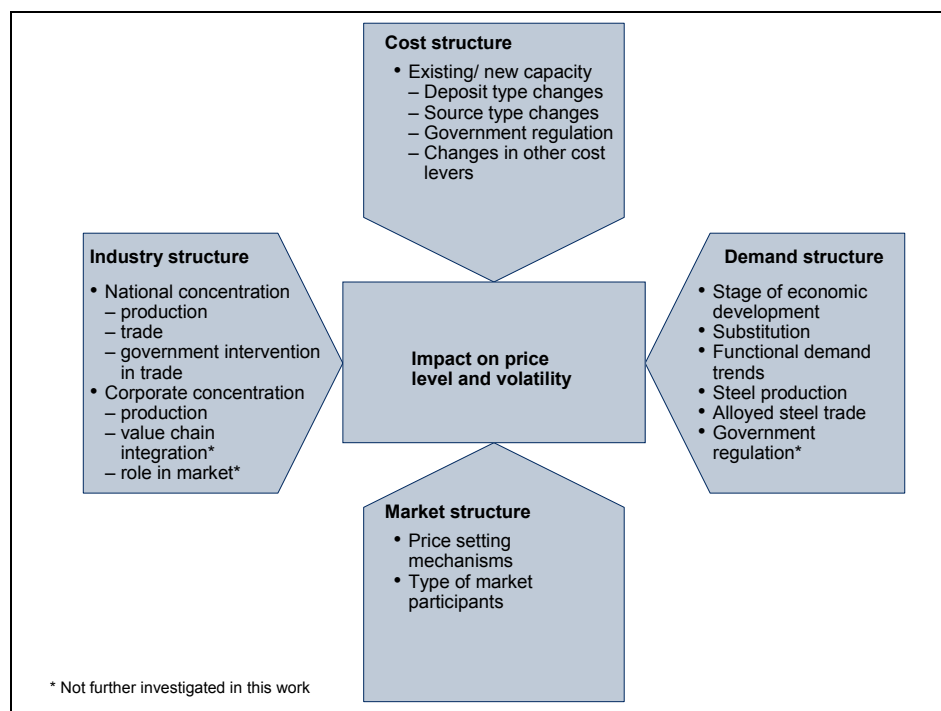 Cost structure
• Existing/ new capacity
– Deposit type changes
– Source type changes
– Government regulation
– Changes in other cost
levers
Industry structure
• National concentration
– production
– trade
– government intervention
in trade
• Corporate concentration
– production
– value chain
integration*
– role in market*
Impact on price
level and volatility
Demand structure
• Stage of economic
development
• Substitution
• Functional demand
trends
• Steel production
• Alloyed steel trade
• Government
regulation*
Market structure
• Price setting
mechanisms
• Type of market
participants
* Not further investigated in this work